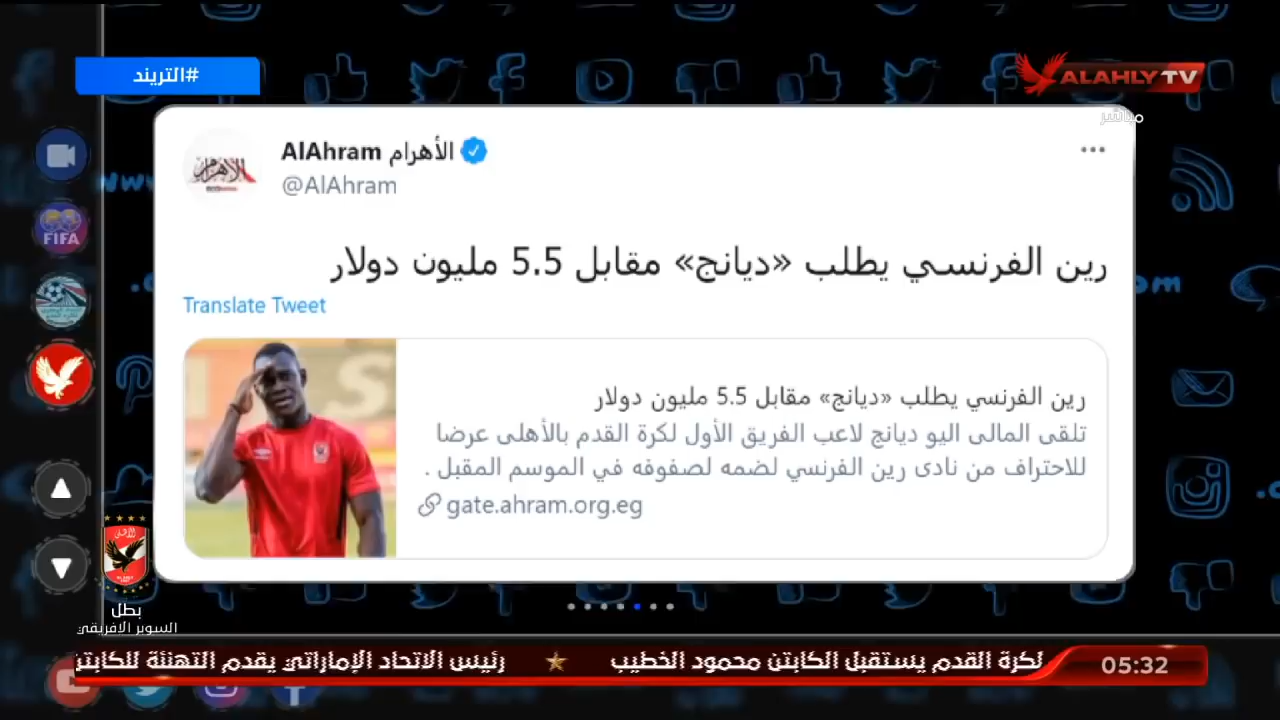 #التريند
ALAHLY TV
مباشر
AlAhram الأهرام
@AlAhram
رين الفرنسي يطلب «ديانج» مقابل 5.5 مليون دولار
Translate Tweet
رين الفرنسي يطلب «ديانج» مقابل 5.5 مليون دولار
تلقى المالى اليو ديانج لاعب الفريق الأول لكرة القدم بالأهلى عرضا
للاحتراف من نادى رين الفرنسي لضمه لصفوفه في الموسم المقبل .
gate.ahram.org.eg
FIFA
بطل
السوبر الافريقي
لكرة القدم يستقبل الكابتن محمود الخطيب
رئيس الاتحاد الإماراتي يقدم التهنئة للكابتن
05:32